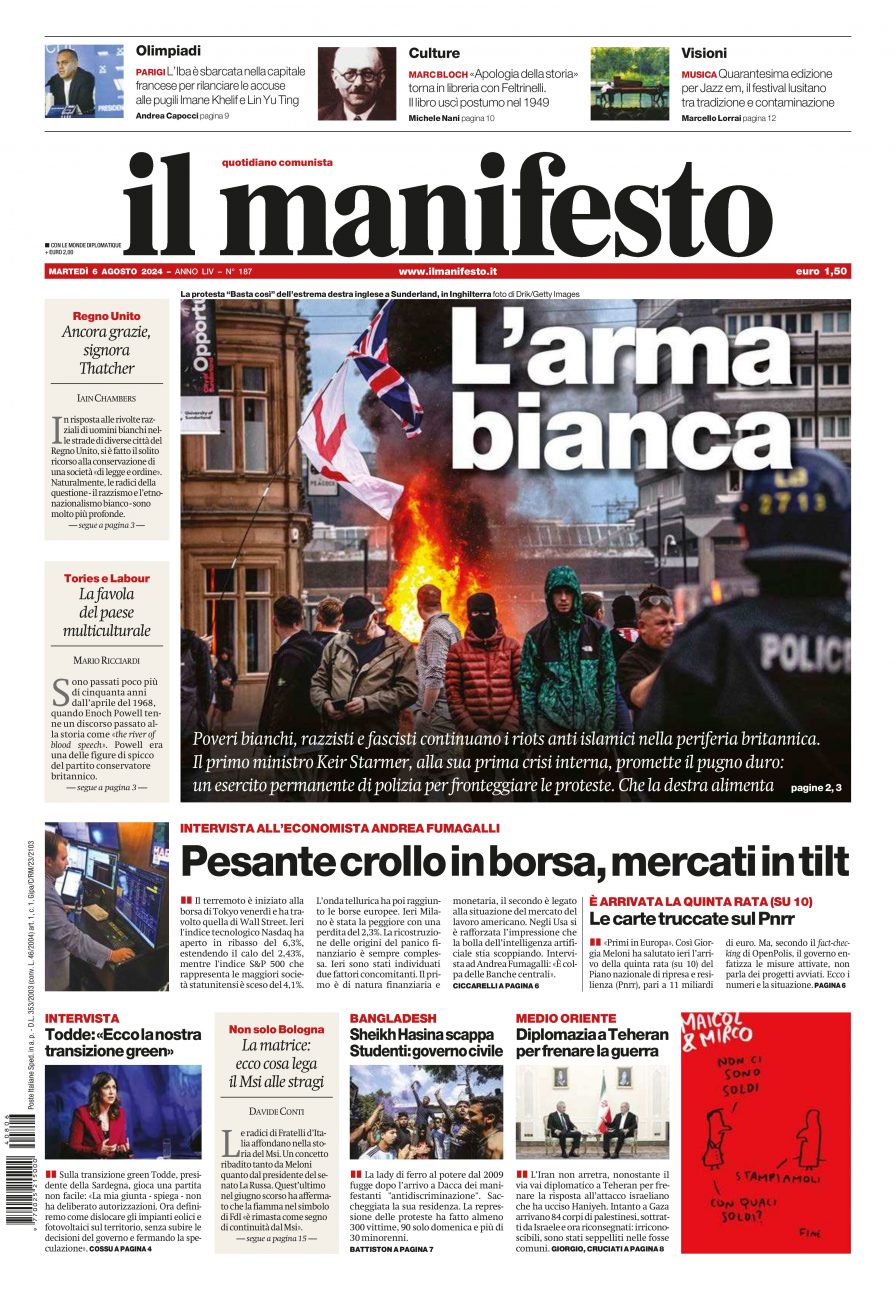 Olimpiadi
PARIGI L'Iba è sbarcata nella capitale
francese per rilanciare le accuse
alle pugili Imane Khelif e Lin Yu Ting
Andrea Capocci pagina 9
PRESIDEN
Culture
MARC BLOCH «Apologia della storia»
torna in libreria con Feltrinelli.
Il libro uscì postumo nel 1949
Michele Nani pagina 10
Visioni
MUSICA Quarantesima edizione
per Jazz em, il festival lusitano
tra tradizione e contaminazione
Marcello Lorrai pagina 12
quotidiano comunista
il manifesto
■ CON LE MONDE DIPLOMATIQUE
+ EURO 2,00
MARTEDÌ 6 AGOSTO 2024 – ANNO LIV – N° 187
www.ilmanifesto.it
euro 1,50
Regno Unito
Ancora grazie,
signora
Thatcher
IAIN CHAMBERS
In risposta alle rivolte raz-
ziali di uomini bianchi nel-
le strade di diverse città del
Regno Unito, si è fatto il solito
ricorso alla conservazione di
una società «di legge e ordine».
Naturalmente, le radici della
questione - il razzismo e l'etno-
nazionalismo bianco - sono
molto più profonde.
— segue a pagina 3 —
Tories e Labour
La favola
del paese
multiculturale
MARIO RICCIARDI
Sono passati poco più
di cinquanta anni
dall'aprile del 1968,
quando Enoch Powell ten-
ne un discorso passato al-
la storia come «the river of
blood speech». Powell era
una delle figure di spicco
del partito conservatore
britannico.
— segue a pagina 3 —
La protesta “Basta così” dell'estrema destra inglese a Sunderland, in Inghilterra foto di Drik/Getty Images
Opportu
University of
Sunderland
L'arma
bianca
PEACOCK
2713
POLICE
Poveri bianchi, razzisti e fascisti continuano i riots anti islamici nella periferia britannica.
Il primo ministro Keir Starmer, alla sua prima crisi interna, promette il pugno duro:
un esercito permanente di polizia per fronteggiare le proteste. Che la destra alimenta
pagine 2, 3
INTERVISTA ALL'ECONOMISTA ANDREA FUMAGALLI
Pesante crollo in borsa, mercati in tilt
Il terremoto è iniziato alla
borsa di Tokyo venerdì e ha tra-
volto quella di Wall Street. Ieri
l'indice tecnologico Nasdaq ha
aperto in ribasso del 6,3%,
estendendo il calo del 2,43%,
mentre l'indice S&P 500 che
rappresenta le maggiori socie-
tà statunitensi è sceso del 4,1%.
L'onda tellurica ha poi raggiun-
to le borse europee. Ieri Mila-
no è stata la peggiore con una
perdita del 2,3%. La ricostruzio-
ne delle origini del panico fi-
nanziario è sempre comples-
sa. Ieri sono stati individuati
due fattori concomitanti. Il pri-
mo è di natura finanziaria e
monetaria, il secondo è legato
alla situazione del mercato del
lavoro americano. Negli Usa si
è rafforzata l'impressione che
la bolla dell'intelligenza artifi-
ciale stia scoppiando. Intervi-
sta ad Andrea Fumagalli: «È col-
pa delle Banche centrali».
CICCARELLI A PAGINA 6
È ARRIVATA LA QUINTA RATA (SU 10)
Le carte truccate sul Pnrr
«Primi in Europa». Così Gior-
gia Meloni ha salutato ieri l'arri-
vo della quinta rata (su 10) del
Piano nazionale di ripresa e resi-
lienza (Pnrr), pari a 11 miliardi
di euro. Ma, secondo il fact-chec-
king di OpenPolis, il governo en-
fatizza le misure attivate, non
parla dei progetti avviati. Ecco i
numeri e la situazione. PAGINA 6
INTERVISTA
Todde: «Ecco la nostra
transizione green»
Sulla transizione green Todde, presi-
dente della Sardegna, gioca una partita
non facile: «La mia giunta - spiega - non
ha deliberato autorizzazioni. Ora defini-
remo come dislocare gli impianti eolici e
fotovoltaici sul territorio, senza subire le
decisioni del governo e fermando la spe-
culazione». COSSU A PAGINA 4
Non solo Bologna
La matrice:
ecco cosa lega
il Msi alle stragi
DAVIDE CONTI
Le radici di Fratelli d'Ita-
lia affondano nella sto-
ria del Msi. Un concetto
ribadito tanto da Meloni
quanto dal presidente del se-
nato La Russa. Quest'ultimo
nel giugno scorso ha afferma-
to che la fiamma nel simbolo
di FdI «è rimasta come segno
di continuità dal Msi».
— segue a pagina 15 —
BANGLADESH
Sheikh Hasina scappa
Studenti: governo civile
La lady di ferro al potere dal 2009
fugge dopo l'arrivo a Dacca dei mani-
festanti "antidiscriminazione". Sac-
cheggiata la sua residenza. La repres-
sione delle proteste ha fatto almeno
300 vittime, 90 solo domenica e più di
30 minorenni.
BATTISTON A PAGINA 7
MEDIO ORIENTE
Diplomazia a Teheran
per frenare la guerra
L'Iran non arretra, nonostante il
via vai diplomatico a Teheran per fre-
nare la risposta all'attacco israeliano
che ha ucciso Haniyeh. Intanto a Gaza
arrivano 84 corpi di palestinesi, sottrat-
ti da Israele e ora riconsegnati: irricono-
scibili, sono stati seppelliti nelle fosse
comuni. GIORGIO, CRUCIATI A PAGINA 8
MAICOL
& MIRCO
NON CI
SONO
SOLDI
STAMPIAMOLI
CON QUALI
SOLDI?
FINE
Poste Italiane Sped. in a. p. - D.L. 353/2003 (conv. L. 46/2004) art. 1, c. 1, Gipa/C/RM/23/2103
40806
9 770025 215000